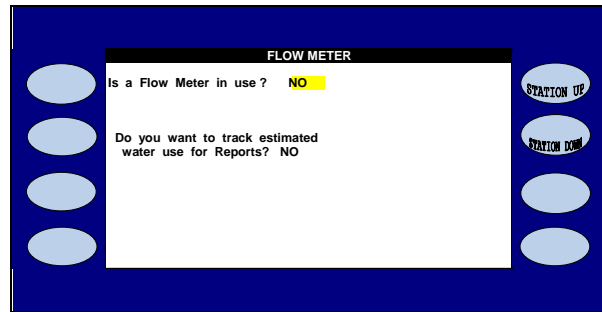 FLOW METER
Is a Flow Meter in use ? NO
STATION UP
Do you want to track estimated
STATION DOWN
water use for Reports? NO